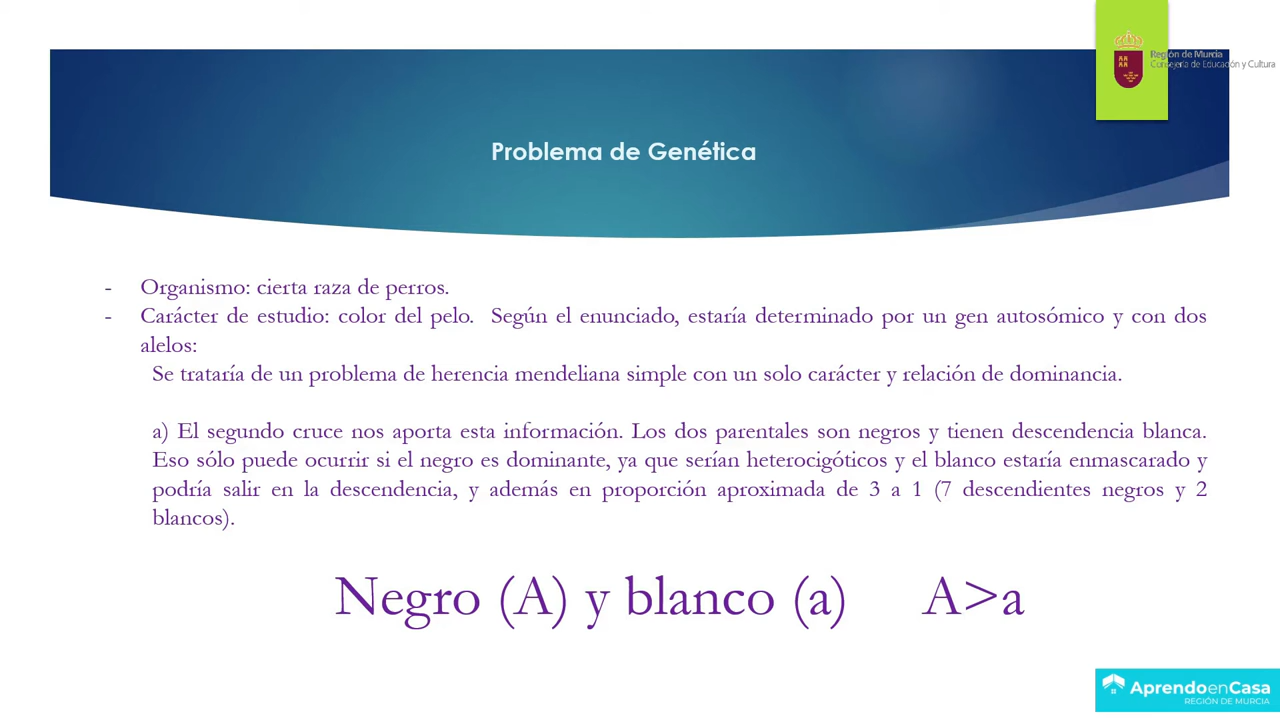 Región de Murcia
Consejería de Educación y Cultura
Problema de Genética
- Organismo: cierta raza de perros.
- Carácter de estudio: color del pelo. Según el enunciado, estaría determinado por un gen autosómico y con dos
alelos:
Se trataría de un problema de herencia mendeliana simple con un solo carácter y relación de dominancia.
a) El segundo cruce nos aporta esta información. Los dos parentales son negros y tienen descendencia blanca.
Eso sólo puede ocurrir si el negro es dominante, ya que serían heterocigóticos y el blanco estaría enmascarado y
podría salir en la descendencia, y además en proporción aproximada de 3 a 1 (7 descendientes negros y 2
blancos).
Negro (A) y blanco (a) A>a
AprendoenCasa
REGIÓN DE MURCIA